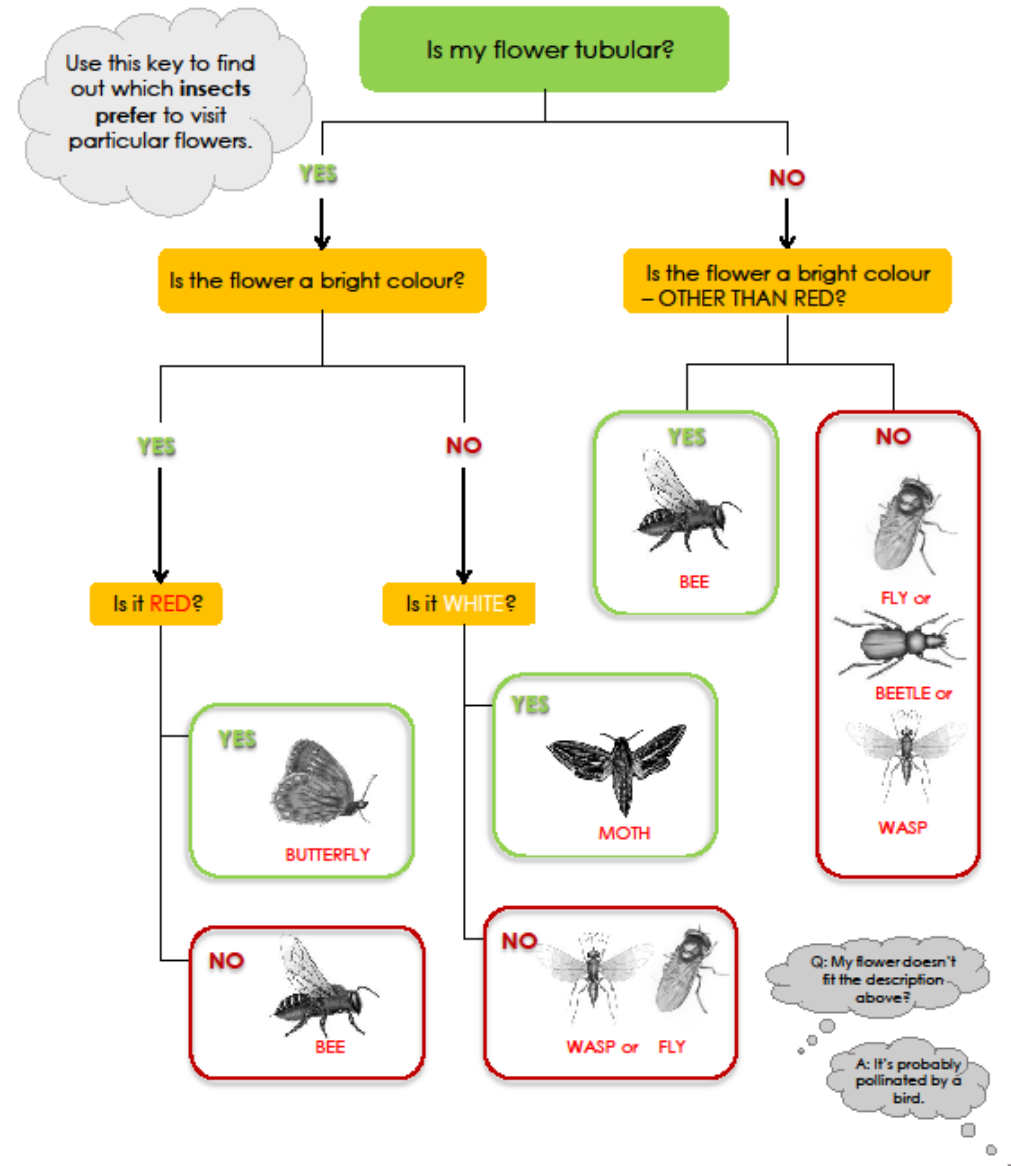 Use this key to find
out which insects
prefer to visit
particular flowers.
Is my flower tubular?
YES
NO
Is the flower a bright colour?
Is the flower a bright colour
– OTHER THAN RED?
YES
NO
YES
BEE
NO
FLY or
BEETLE or
WASP
Is it RED?
Is it WHITE?
YES
BUTTERFLY
YES
MOTH
NO
BEE
NO
WASP or FLY
Q: My flower doesn't
fit the description
above?
A: It's probably
pollinated by a
bird.